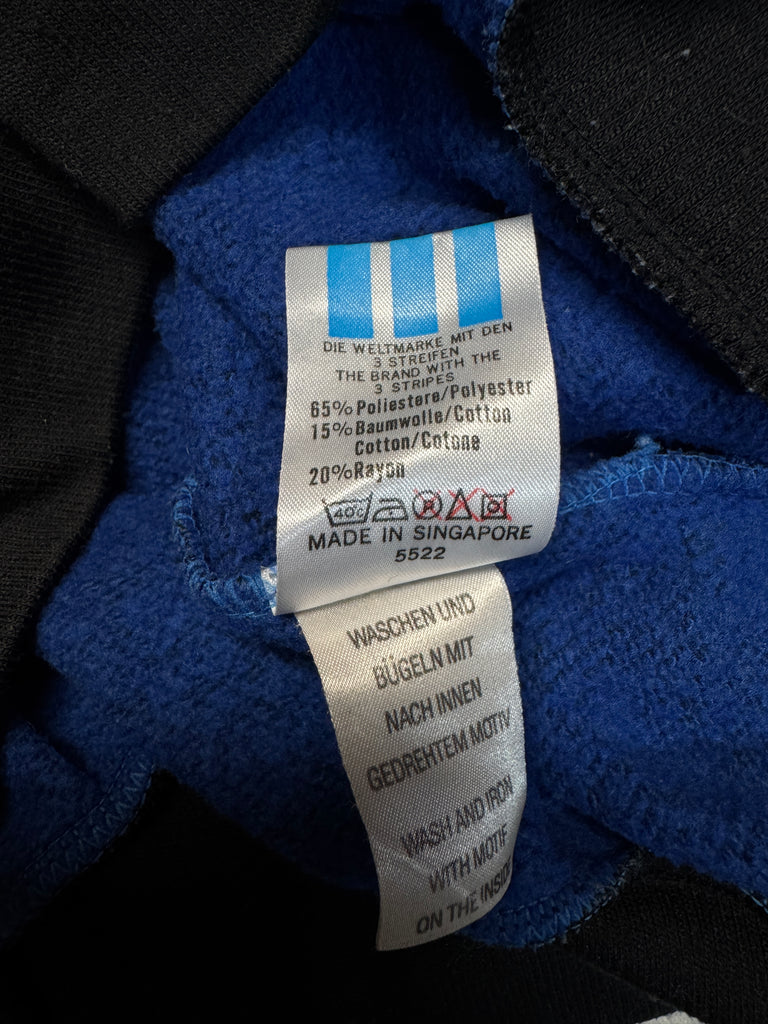 DIE WELTMARKE MIT DEN
3 STREIFEN
THE BRAND WITH THE
3 STRIPES
65% Poliestere/Polyester
15% Baumwolle/Cotton
Cotton/Cotone
20% Rayon
40°C P
MADE IN SINGAPORE
5522
WASCHEN UND
BÜGELN MIT
NACH INNEN
GEDREHTEM MOTIV
WASH AND IRON
WITH MOTIF
ON THE INSIDE